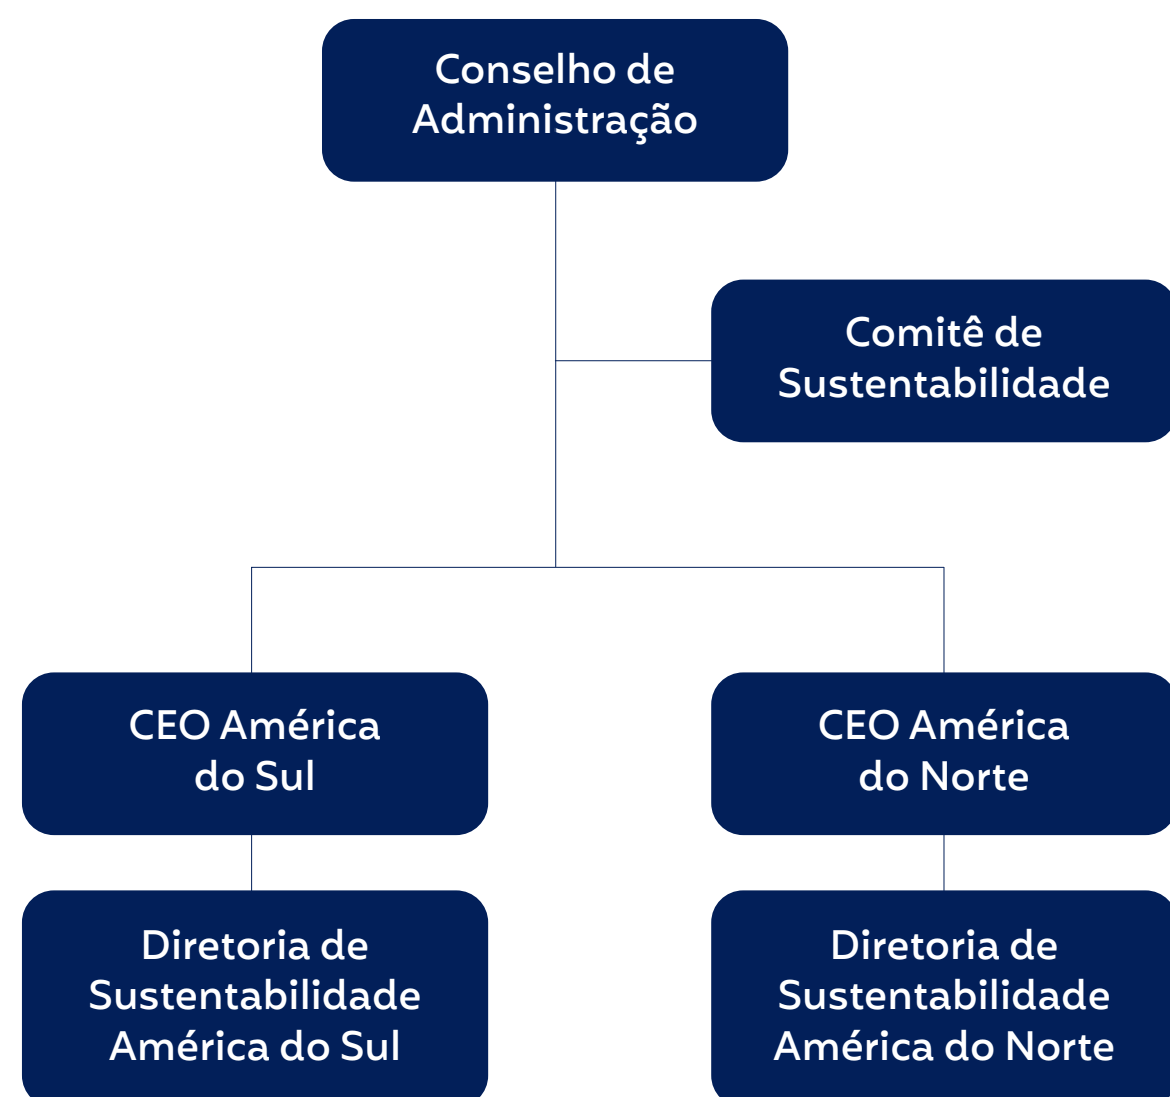 Conselho de
Administração
Comitê de
Sustentabilidade
CEO América
do Sul
CEO América
do Norte
Diretoria de
Sustentabilidade
América do Sul
Diretoria de
Sustentabilidade
América do Norte